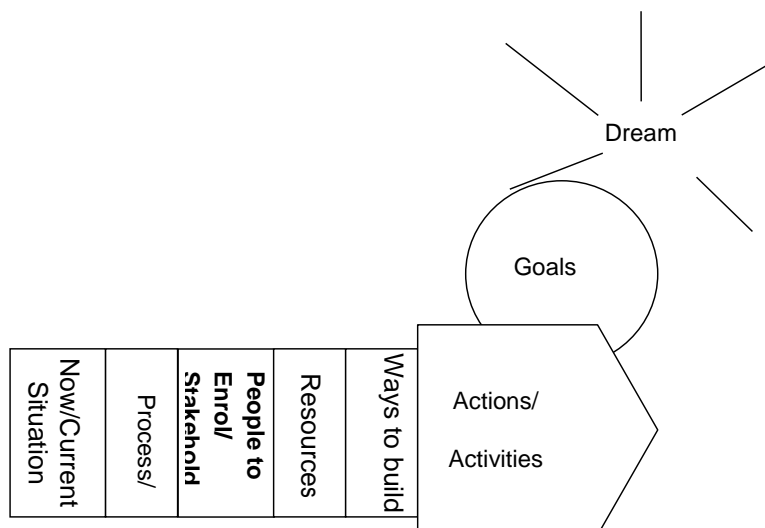 Dream
Goals
Now/Current
Situation
Process/
People to
Enrol/
Stakehold
Resources
Ways to build
Actions/
Activities